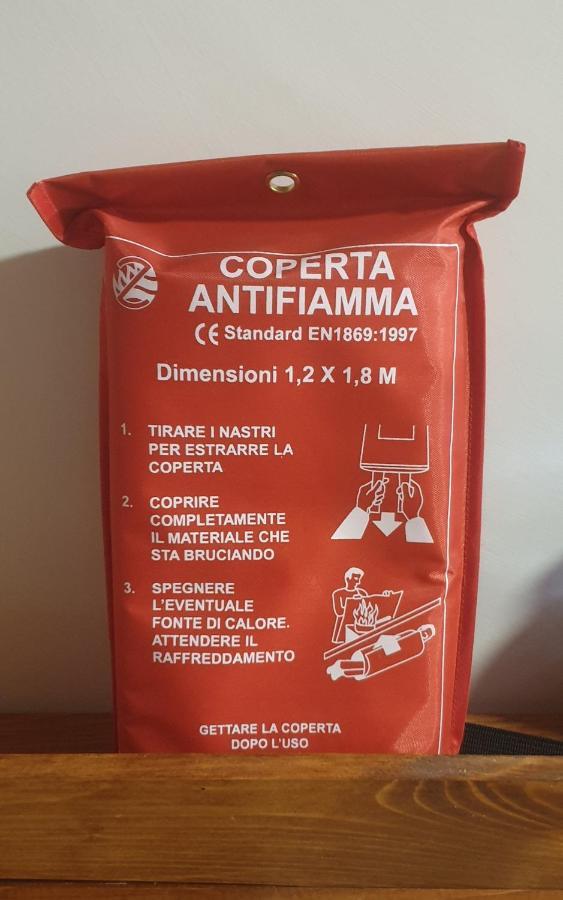 COPERTA
ANTIFIAMMA
CE Standard EN1869:1997
Dimensioni 1,2 X 1,8 M
1. TIRARE I NASTRI
PER ESTRARRE LA
COPERTA
2. COPRIRE
COMPLETAMENTE
IL MATERIALE CHE
STA BRUCIANDO
3. SPEGNERE
L'EVENTUALE
FONTE DI CALORE.
ATTENDERE IL
RAFFREDDAMENTO
GETTARE LA COPERTA
DOPO L'USO